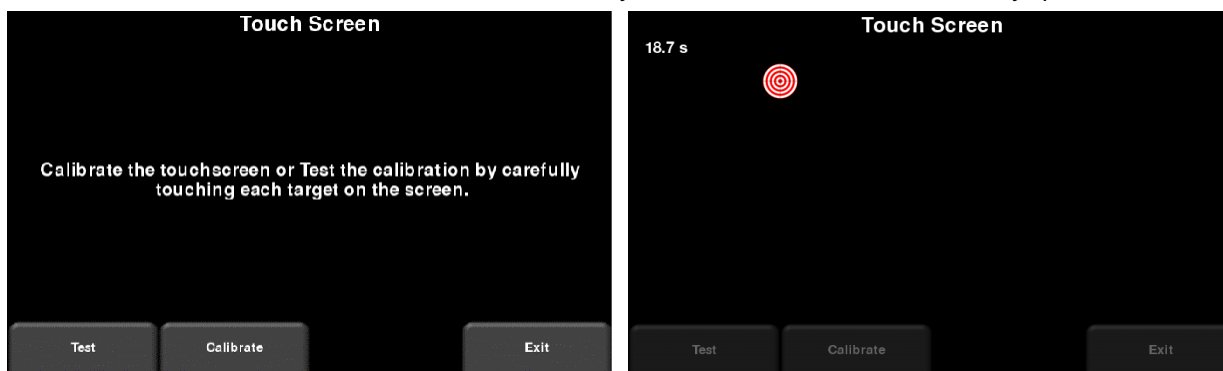 Touch Screen
Calibrate the touchscreen or Test the calibration by carefully
touching each target on the screen.
Test
Calibrate
Exit
Touch Screen
18.7 s
Test
Calibrate
Exit